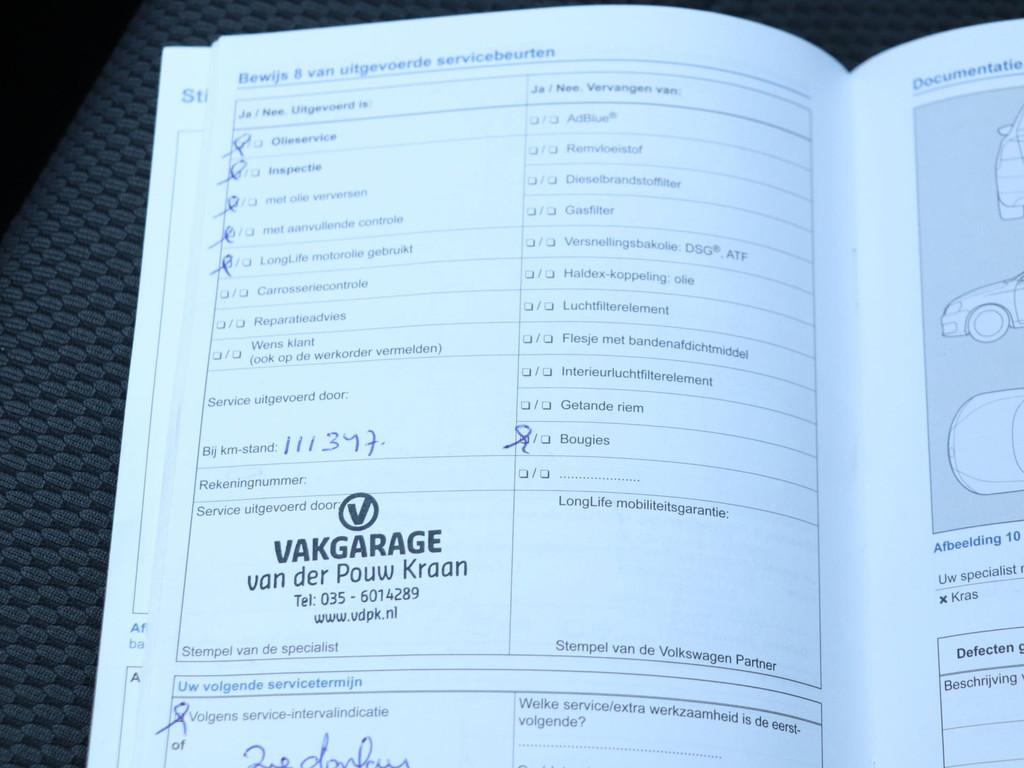 Sti
Bewijs 8 van uitgevoerde servicebeurten
Ja / Nee. Uitgevoerd is:
❏ Olieservice
/ ❏ Inspectie
/ ❏ met olie verversen
/ ❏ met aanvullende controle
/ ❏ LongLife motorolie gebruikt
❏ / ❏ Carrosseriecontrole
❏ / ❏ Reparatieadvies
❏ / ❏ Wens klant
(ook op de werkorder vermelden)
Service uitgevoerd door:
Bij km-stand: 111347.
Rekeningnummer:
Service uitgevoerd door:
V
VAKGARAGE
van der Pouw Kraan
Tel: 035 - 6014289
www.vdpk.nl
Stempel van de specialist
Ja / Nee. Vervangen van:
❏ / ❏ AdBlue®
❏ / ❏ Remvloeistof
❏ / ❏ Dieselbrandstoffilter
❏ / ❏ Gasfilter
❏ / ❏ Versnellingsbakolie: DSG®, ATF
❏ / ❏ Haldex-koppeling: olie
❏ / ❏ Luchtfilterelement
❏ / ❏ Flesje met bandenafdichtmiddel
❏ / ❏ Interieurluchtfilterelement
❏ / ❏ Getande riem
/ ❏ Bougies
❏ / ❏ .....................
LongLife mobiliteitsgarantie:
Stempel van de Volkswagen Partner
Uw volgende servicetermijn
Volgens service-intervalindicatie
of
Welke service/extra werkzaamheid is de eerst-
volgende?
Af
ba
A
Documentatie
Afbeelding 10
Uw specialist
× Kras
Defecten g
Beschrijving v